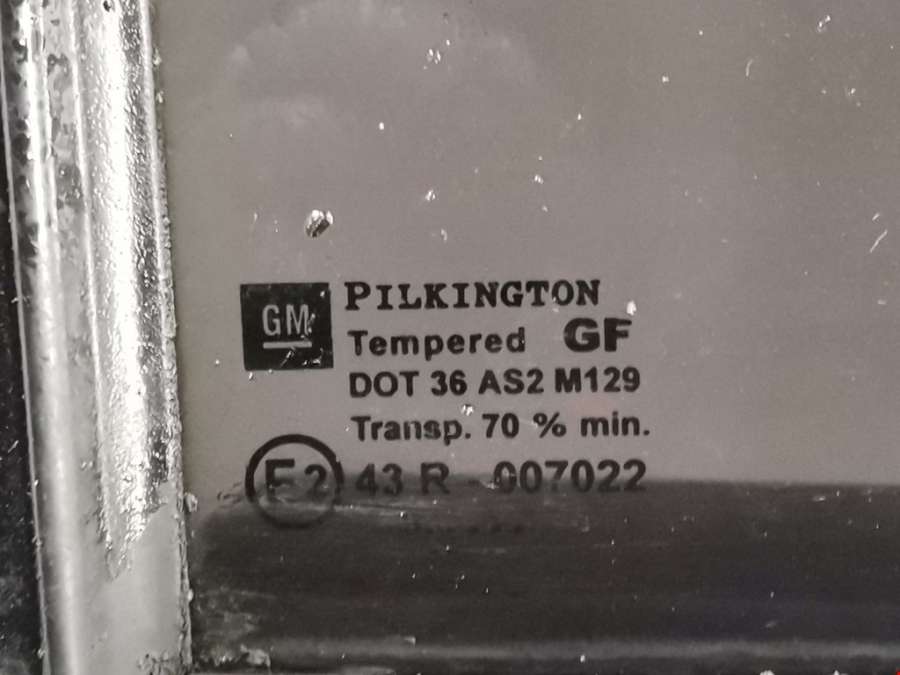 GM
PILKINGTON
Tempered GF
DOT 36 AS2 M129
Transp. 70 % min.
E2 43 R - 007022